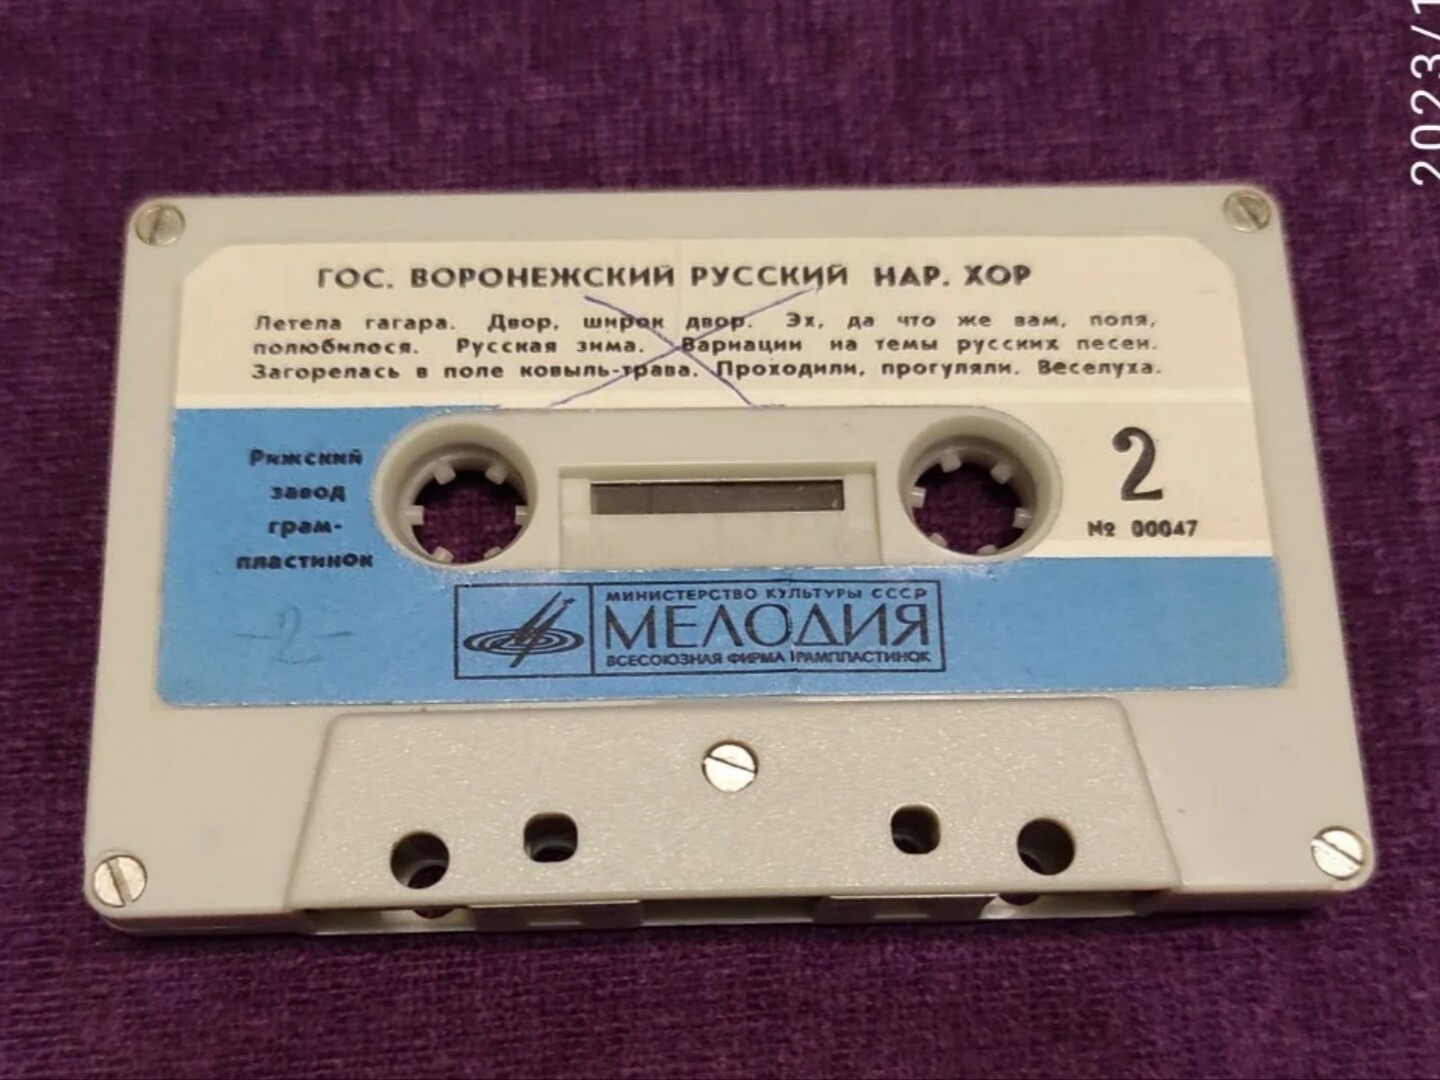 ГОС. ВОРОНЕЖСКИЙ РУССКИЙ НАР. ХОР
Летела гагара. Двор, широк двор. Эх, да что же вам, поля,
полюбилося. Русская зима. Вариации на темы русских песен.
Загорелась в поле ковыль-трава. Проходили, прогуляли. Веселуха.
Рижский
завод
грам-
пластинок
2
№ 00047
-2-
МИНИСТЕРСТВО КУЛЬТУРЫ СССР
МЕЛОДИЯ
ВСЕСОЮЗНАЯ ФИРМА ГРАМПЛАСТИНОК
2023/1